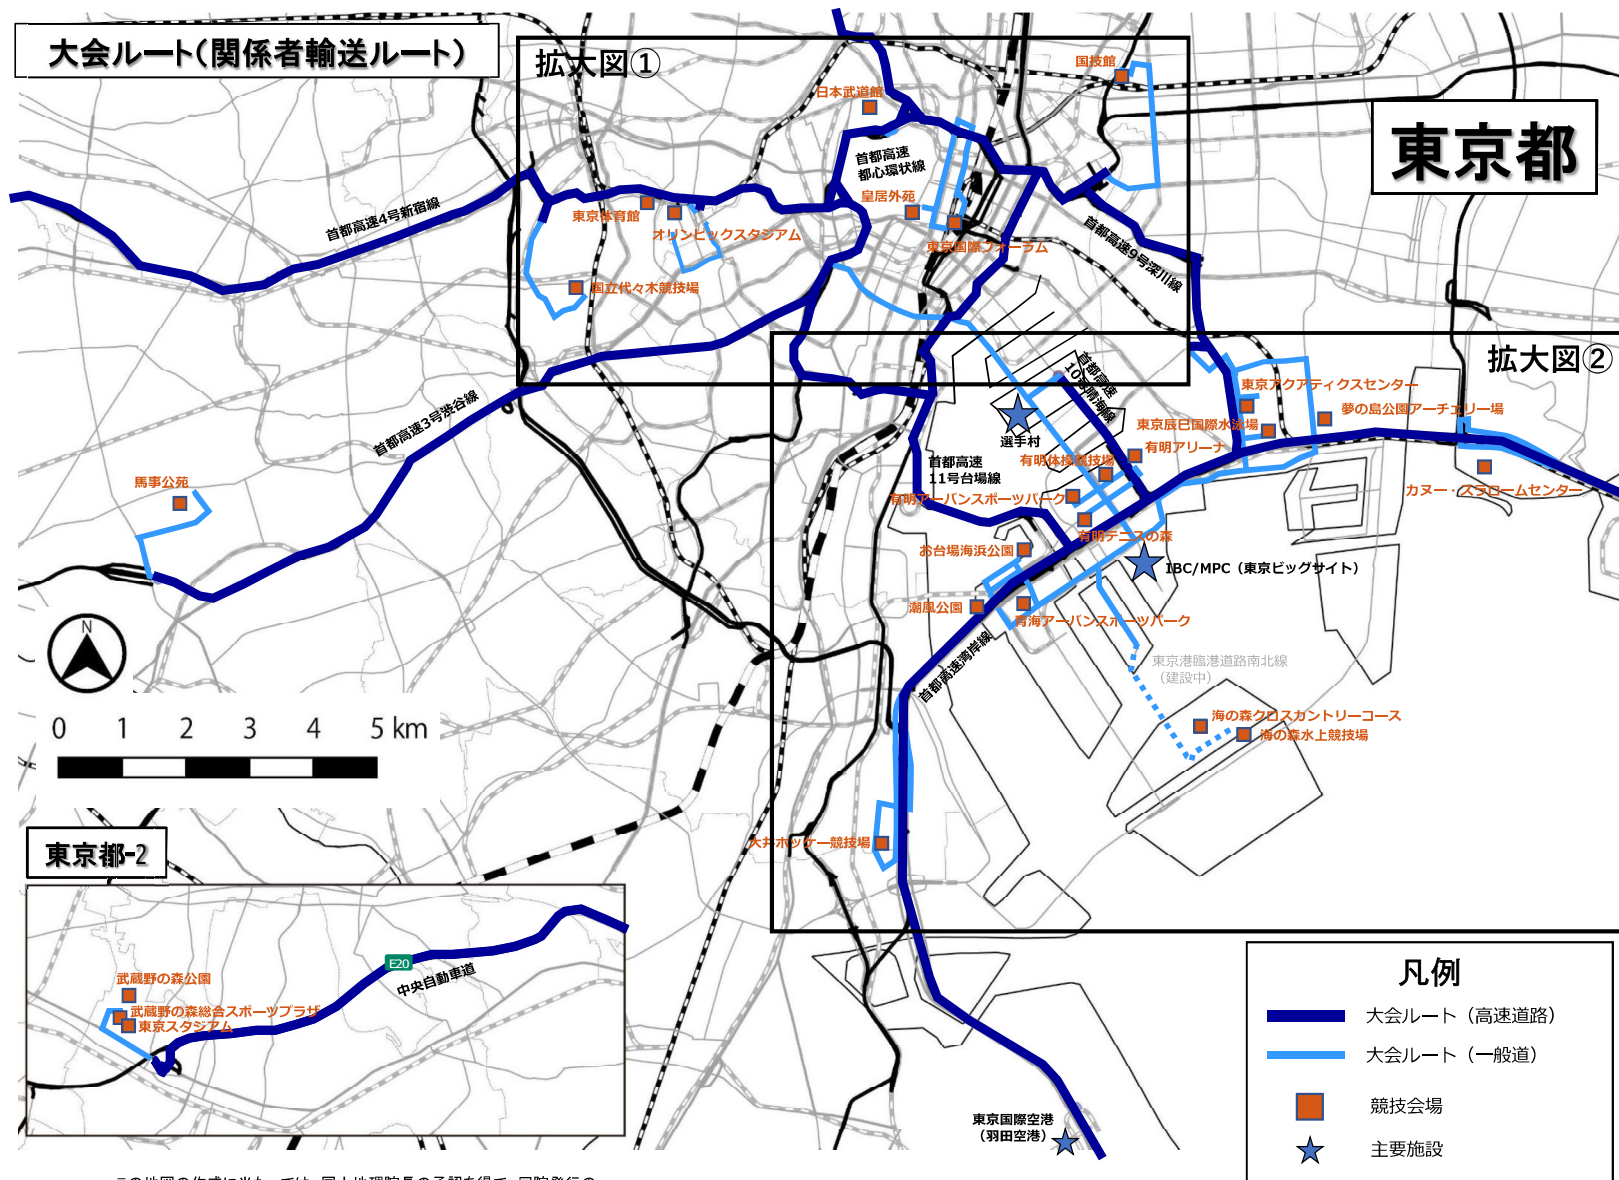 大会ルート(関係者輸送ルート)
拡大図①
国技館
日本武道館
東京都
首都高速
都心環状線
皇居外苑
首都高速4号新宿線
東京体育館
オリンピックスタジアム
東京国際フォーラム
首都高速9号深川線
国立代々木競技場
拡大図②
首都高速
10号晴海線
東京アクアティクスセンター
夢の島公園アーチェリー場
東京辰巳国際水泳場
首都高速3号渋谷線
選手村
有明アリーナ
有明体操競技場
首都高速
11号台場線
カヌー・スラロームセンター
馬事公苑
有明アーバンスポーツパーク
有明テニスの森
お台場海浜公園
IBC/MPC(東京ビッグサイト)
潮風公園
青海アーバンスポーツパーク
首都高速湾岸線
東京港臨港道路南北線
(建設中)
N
海の森クロスカントリーコース
海の森水上競技場
0 1 2 3 4 5 km
大井ホッケー競技場
東京都-2
E20
中央自動車道
武蔵野の森公園
武蔵野の森総合スポーツプラザ
東京スタジアム
凡例
大会ルート(高速道路)
大会ルート(一般道)
競技会場
主要施設
東京国際空港
(羽田空港)